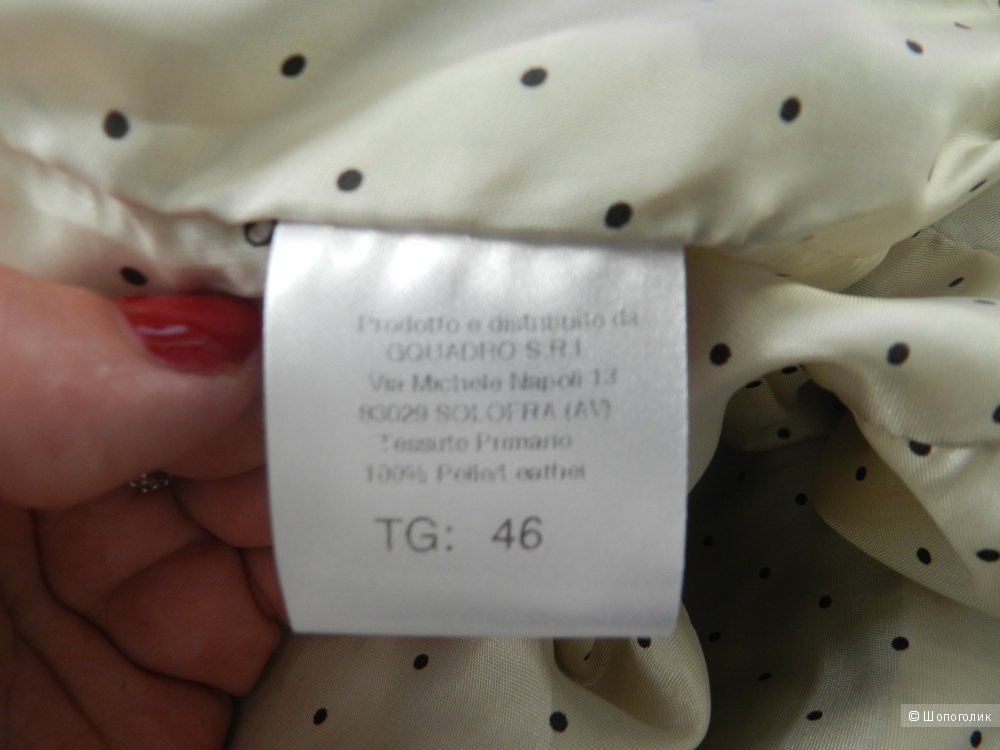 Prodotto e distribuito da
GQUADRO S.R.L.
Via Michele Napoli 13
83029 SOLOFRA (AV)
Tessuto Primario
100% Pelle/Leather
TG: 46
© Шопоголик